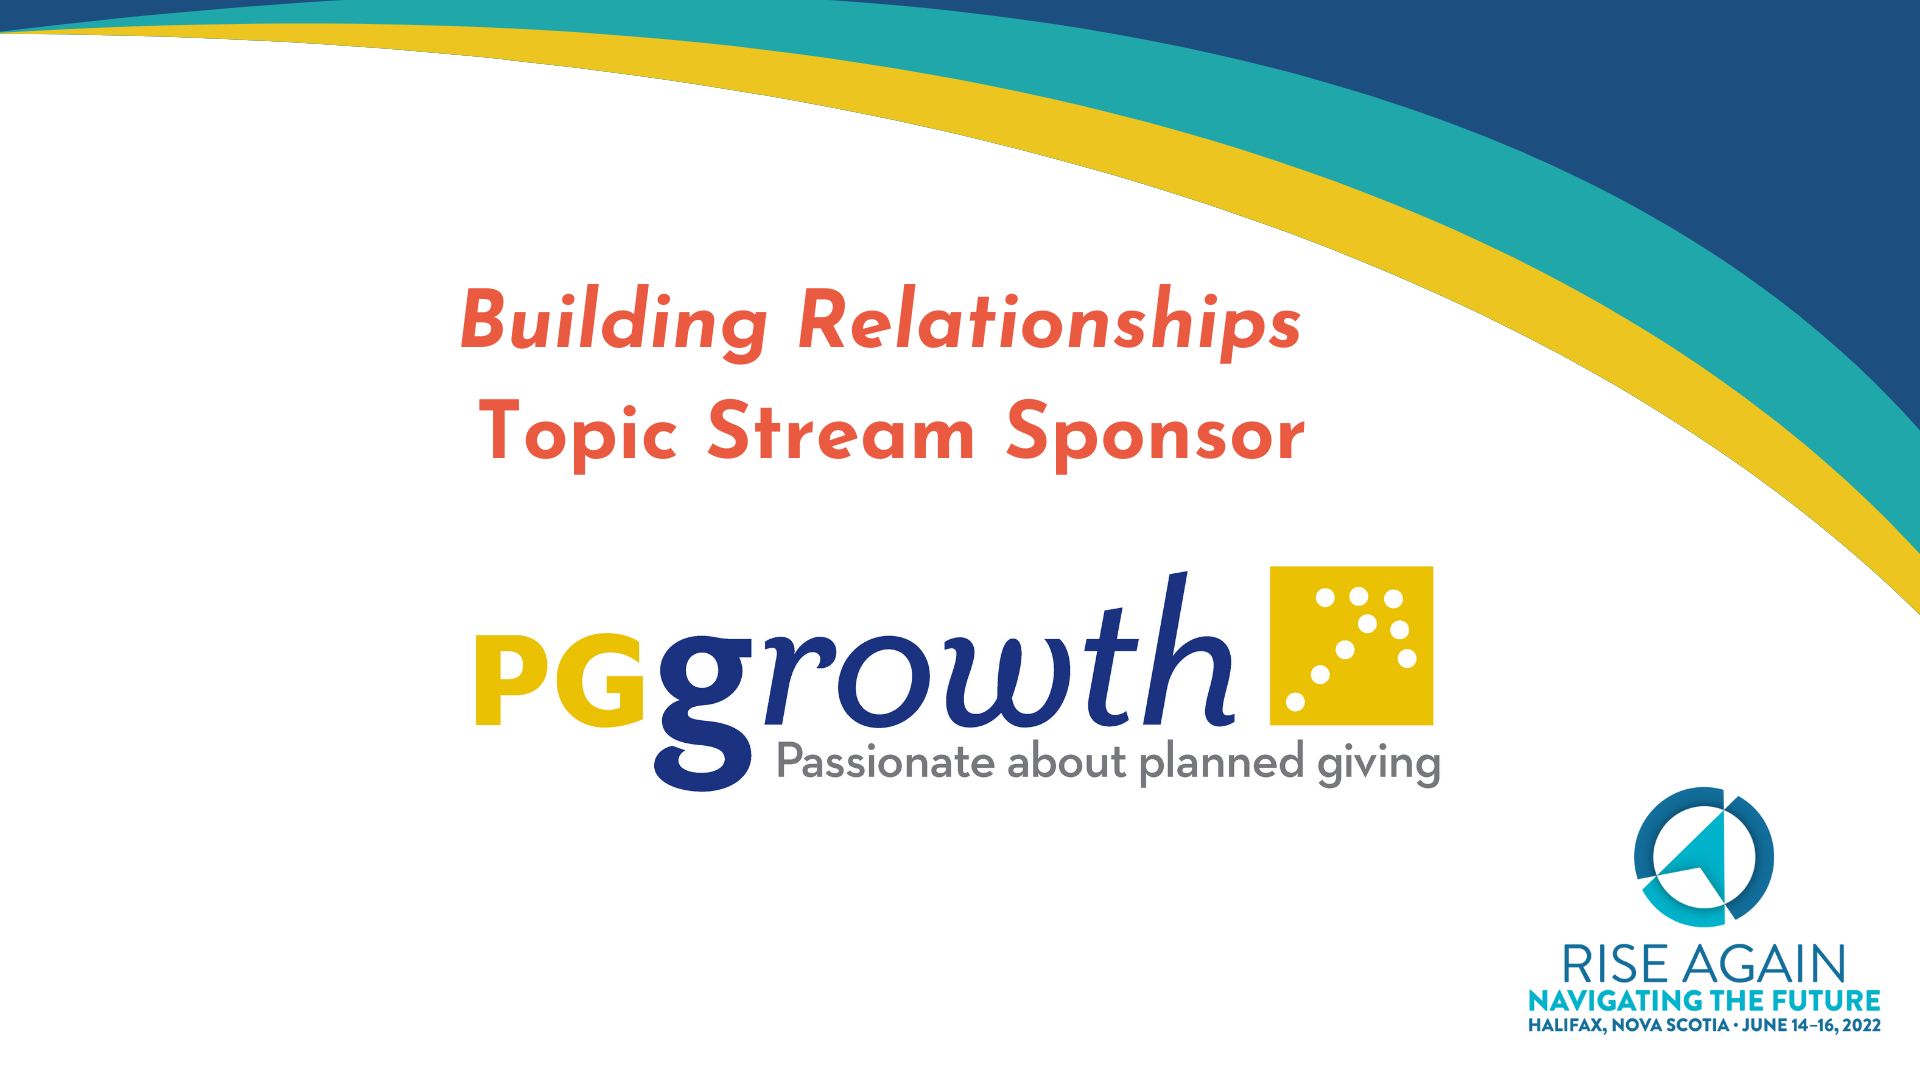 Building Relationships
Topic Stream Sponsor
PGgrowth
Passionate about planned giving
RISE AGAIN
NAVIGATING THE FUTURE
HALIFAX, NOVA SCOTIA • JUNE 14–16, 2022